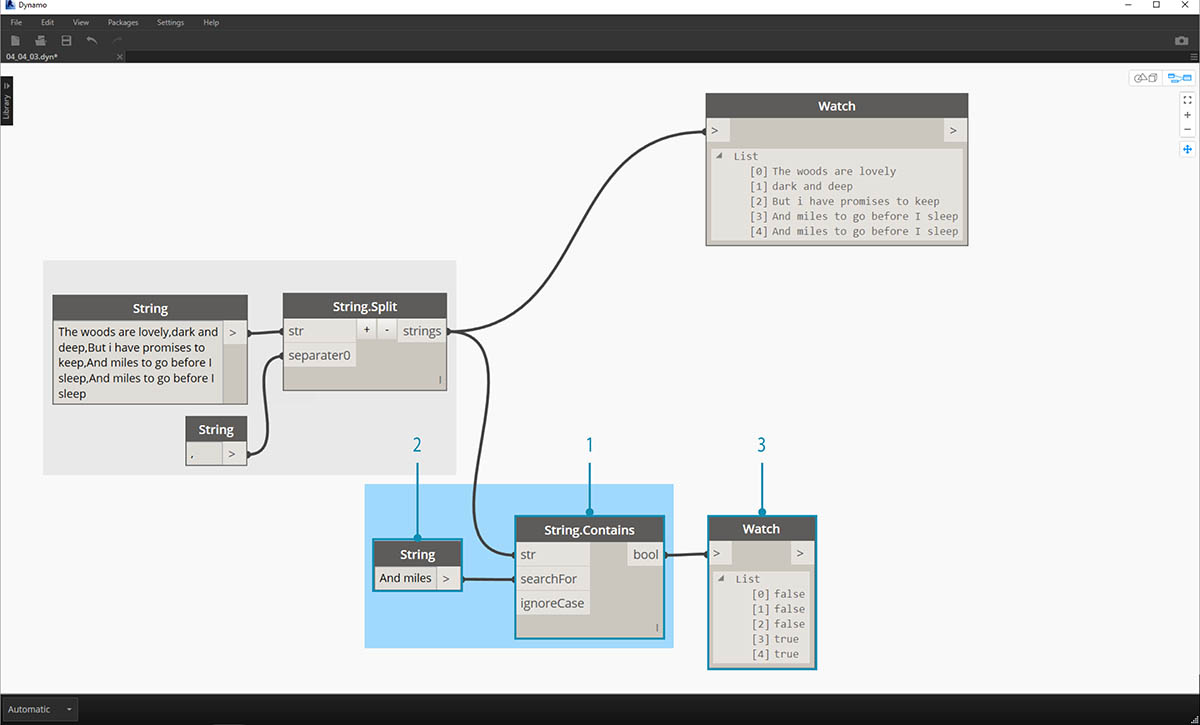 Dynamo
File Edit View Packages Settings Help
04_04_03.dyn*
Library
Watch
> >
List
[0] The woods are lovely
[1] dark and deep
[2] But i have promises to keep
[3] And miles to go before I sleep
[4] And miles to go before I sleep
String
The woods are lovely,dark and
deep,But i have promises to
keep,And miles to go before I
sleep,And miles to go before I
sleep
>
String.Split
str + - strings
separater0
l
String
, >
2
1
3
String
And miles >
String.Contains
str bool
searchFor
ignoreCase
l
Watch
> >
List
[0] false
[1] false
[2] false
[3] true
[4] true
Automatic